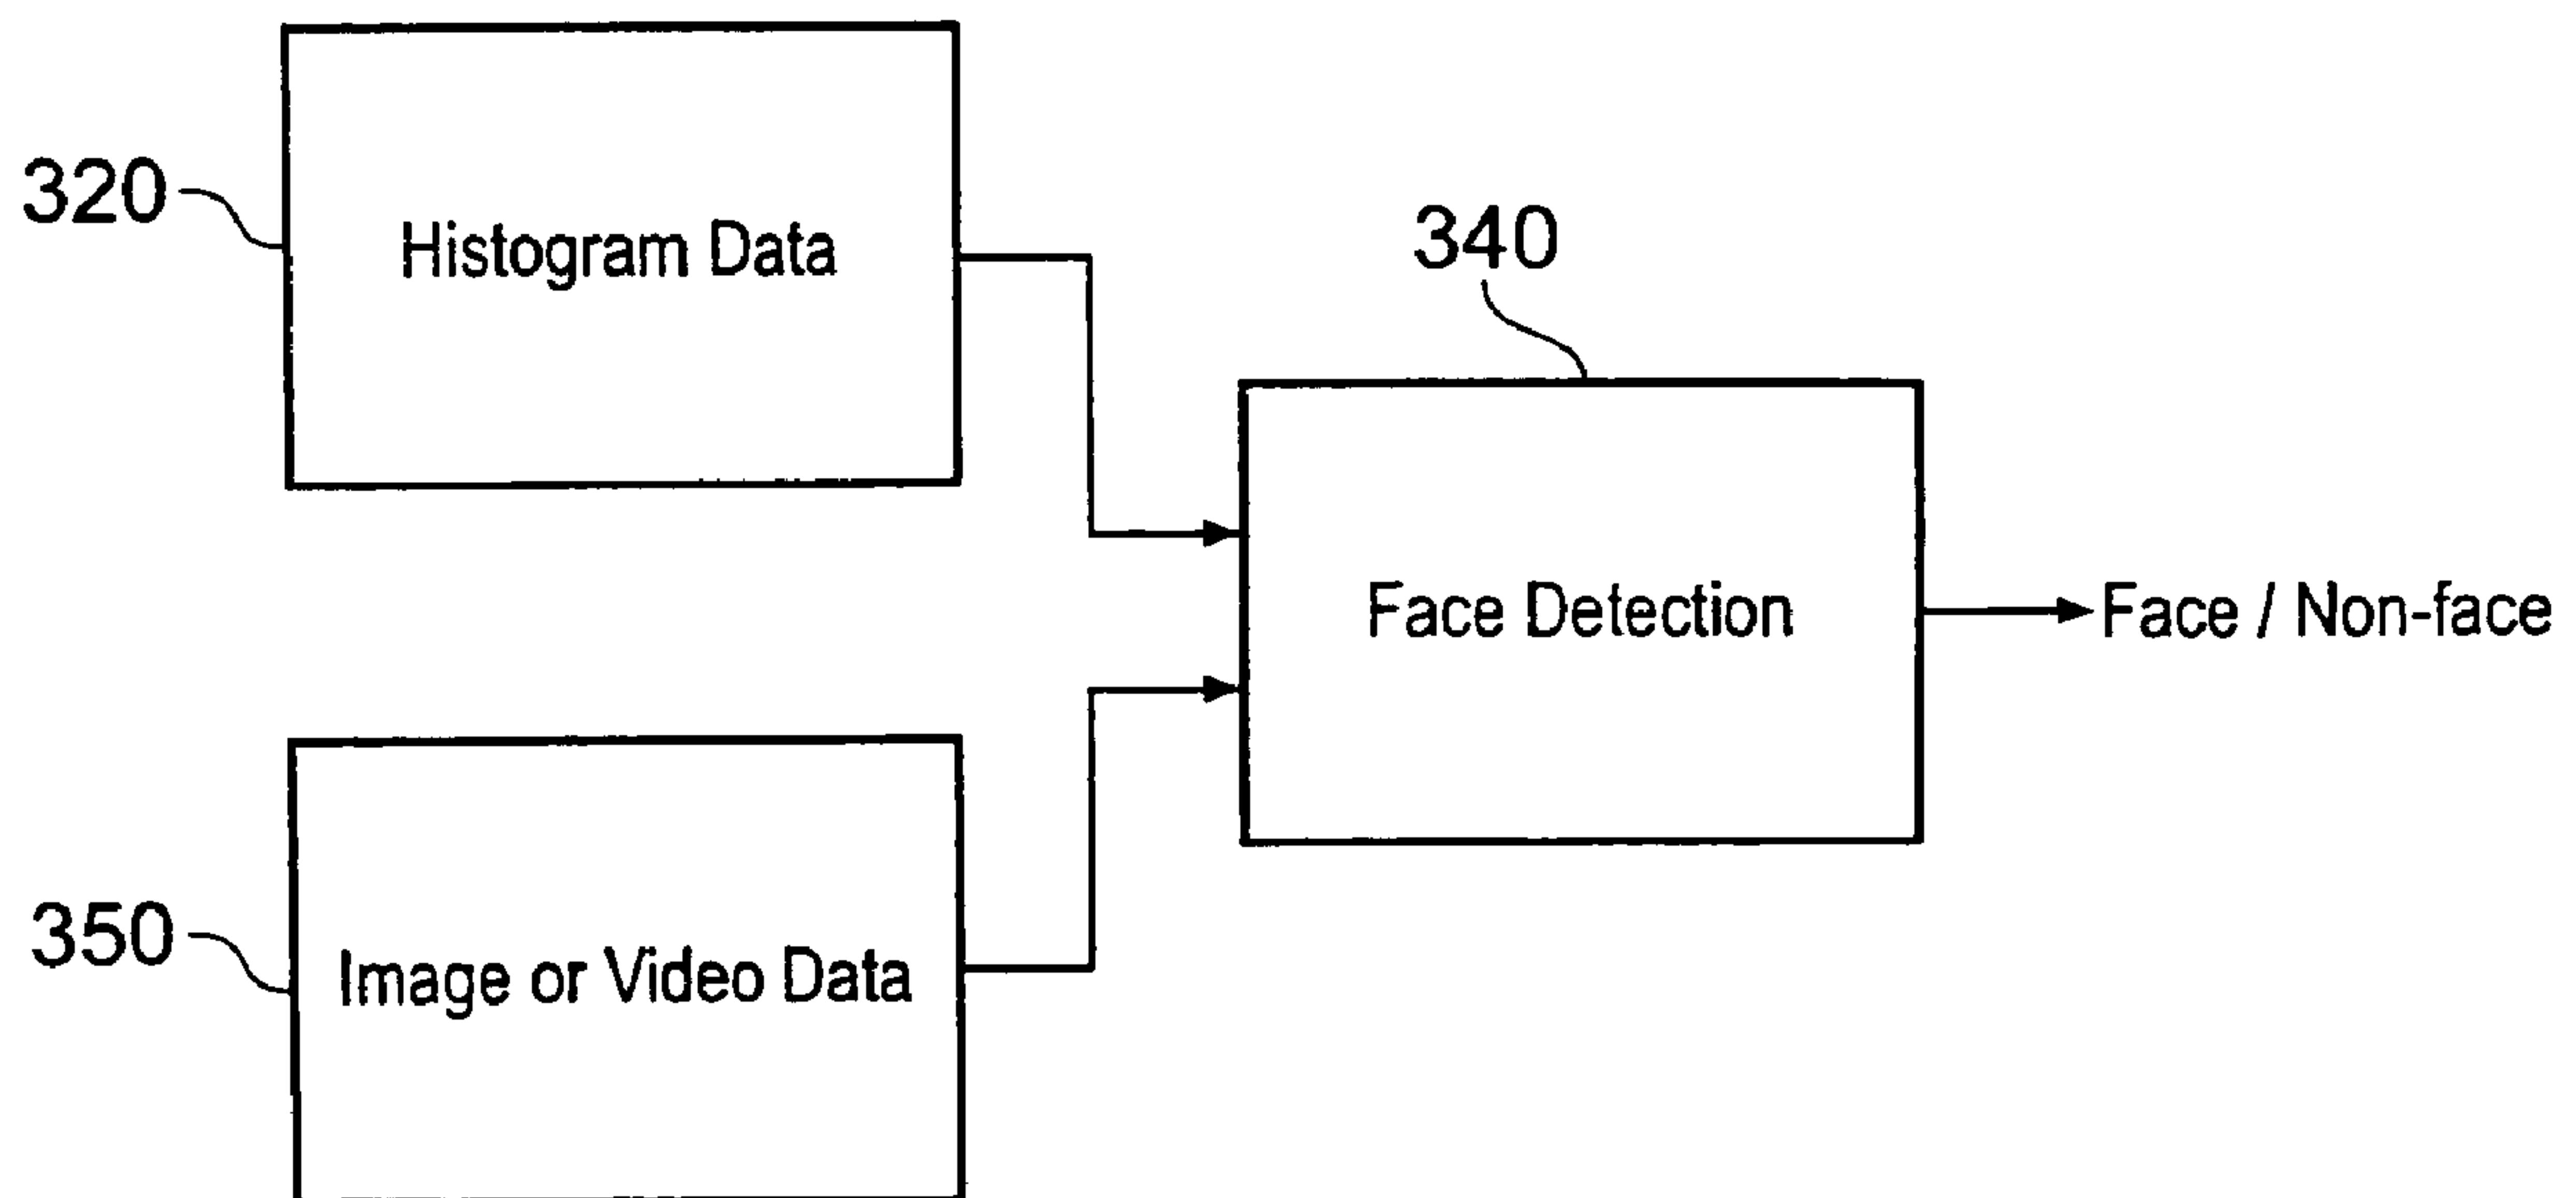 320
Histogram Data
340
Face Detection
Face / Non-face
350
Image or Video Data